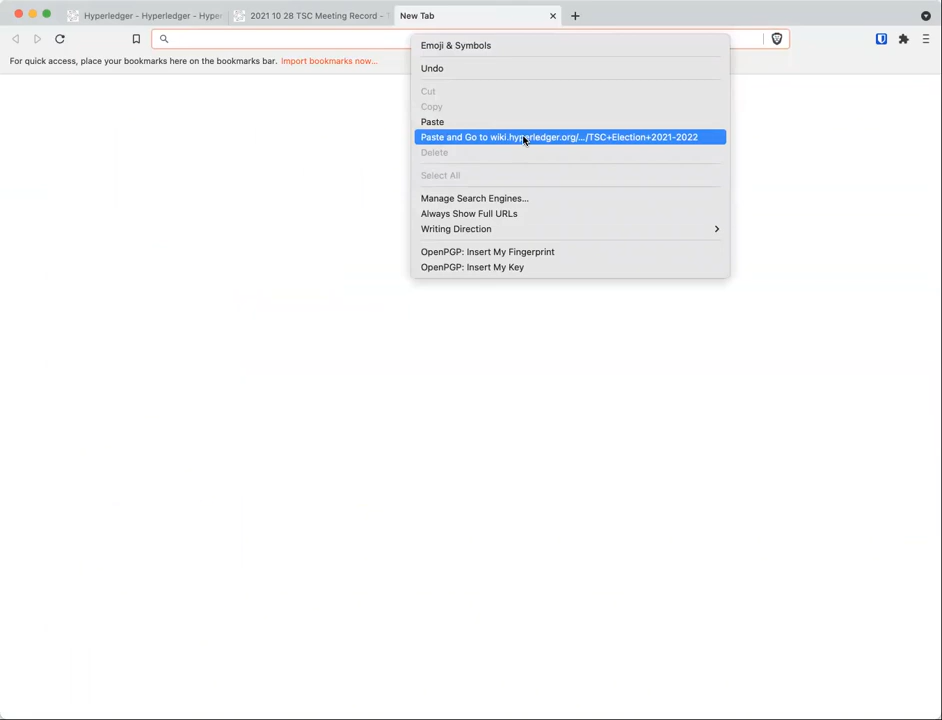 Hyperledger - Hyperledger - Hyper
2021 10 28 TSC Meeting Record -
New Tab
For quick access, place your bookmarks here on the bookmarks bar. Import bookmarks now...
Emoji & Symbols
Undo
Cut
Copy
Paste
Paste and Go to wiki.hyperledger.org/.../TSC+Election+2021-2022
Delete
Select All
Manage Search Engines...
Always Show Full URLs
Writing Direction
OpenPGP: Insert My Fingerprint
OpenPGP: Insert My Key